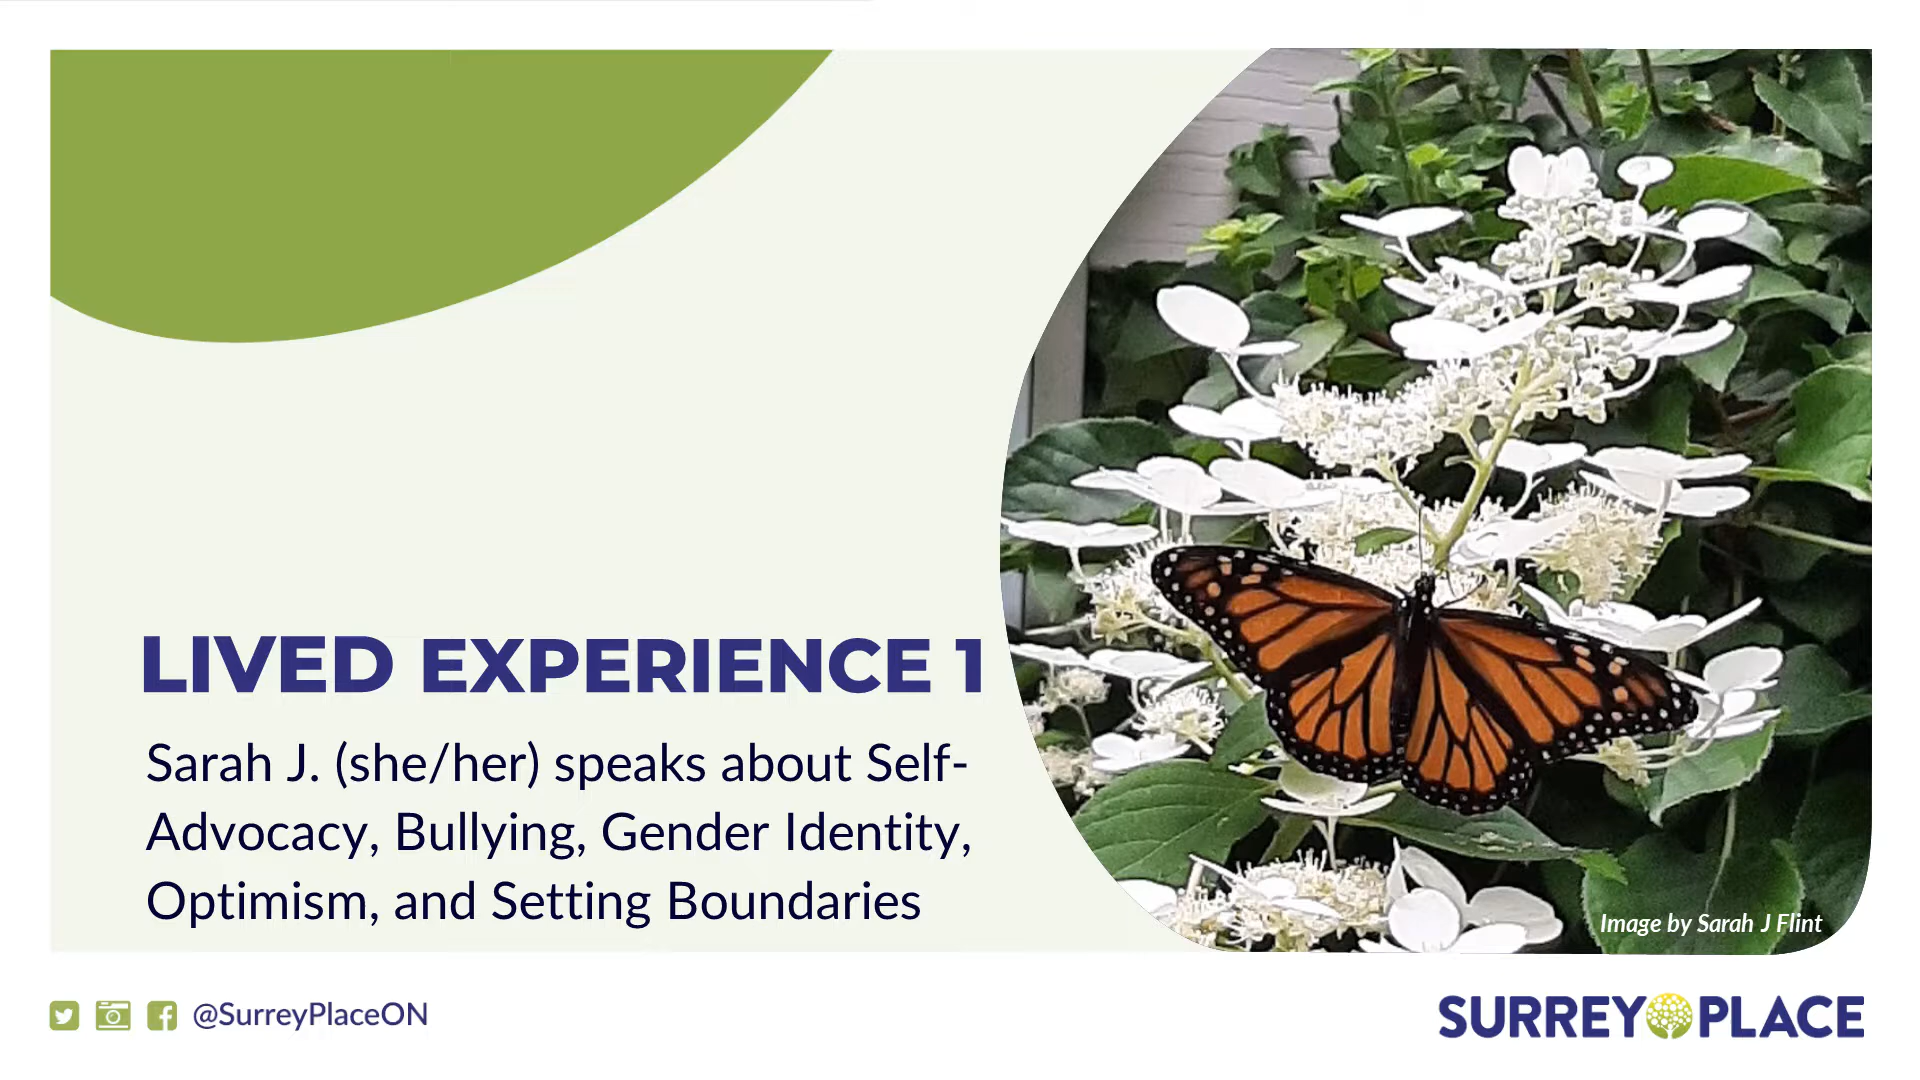 LIVED EXPERIENCE 1
Sarah J. (she/her) speaks about Self-
Advocacy, Bullying, Gender Identity,
Optimism, and Setting Boundaries
Image by Sarah J Flint
@SurreyPlaceON
SURREY PLACE